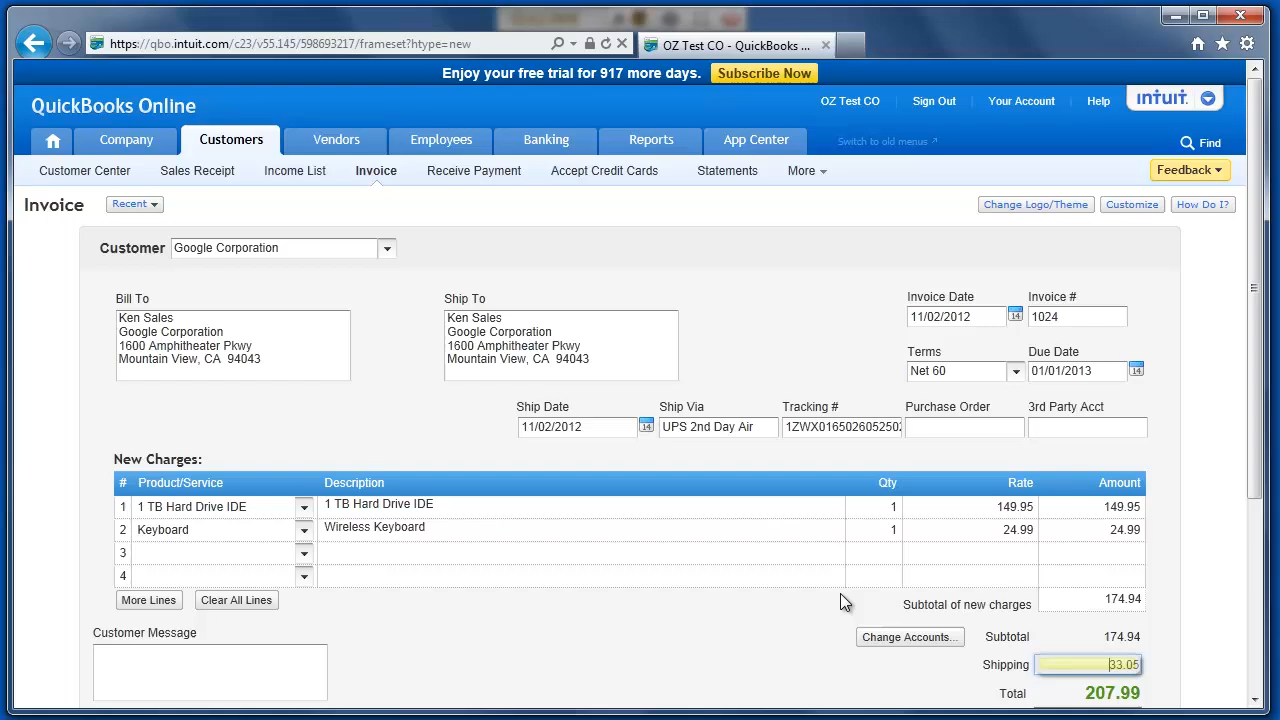 https://qbo.intuit.com/c23/v55.145/598693217/frameset?htype=new
OZ Test CO - QuickBooks ...
Enjoy your free trial for 917 more days. Subscribe Now
QuickBooks Online
OZ Test CO Sign Out Your Account Help intuit.
Company Customers Vendors Employees Banking Reports App Center Switch to old menus Find
Customer Center Sales Receipt Income List Invoice Receive Payment Accept Credit Cards Statements More Feedback
Invoice Recent Change Logo/Theme Customize How Do I?
Customer Google Corporation
Bill To
Ken Sales
Google Corporation
1600 Amphitheater Pkwy
Mountain View, CA 94043
Ship To
Ken Sales
Google Corporation
1600 Amphitheater Pkwy
Mountain View, CA 94043
Invoice Date Invoice #
11/02/2012 14 1024
Terms Due Date
Net 60 01/01/2013 14
Ship Date Ship Via Tracking # Purchase Order 3rd Party Acct
11/02/2012 14 UPS 2nd Day Air 1ZWX016502605250
New Charges:
# Product/Service Description Qty Rate Amount
1 1 TB Hard Drive IDE 1 TB Hard Drive IDE 1 149.95 149.95
2 Keyboard Wireless Keyboard 1 24.99 24.99
3
4
More Lines Clear All Lines Subtotal of new charges 174.94
Customer Message Change Accounts... Subtotal 174.94
Shipping 33.05
Total 207.99